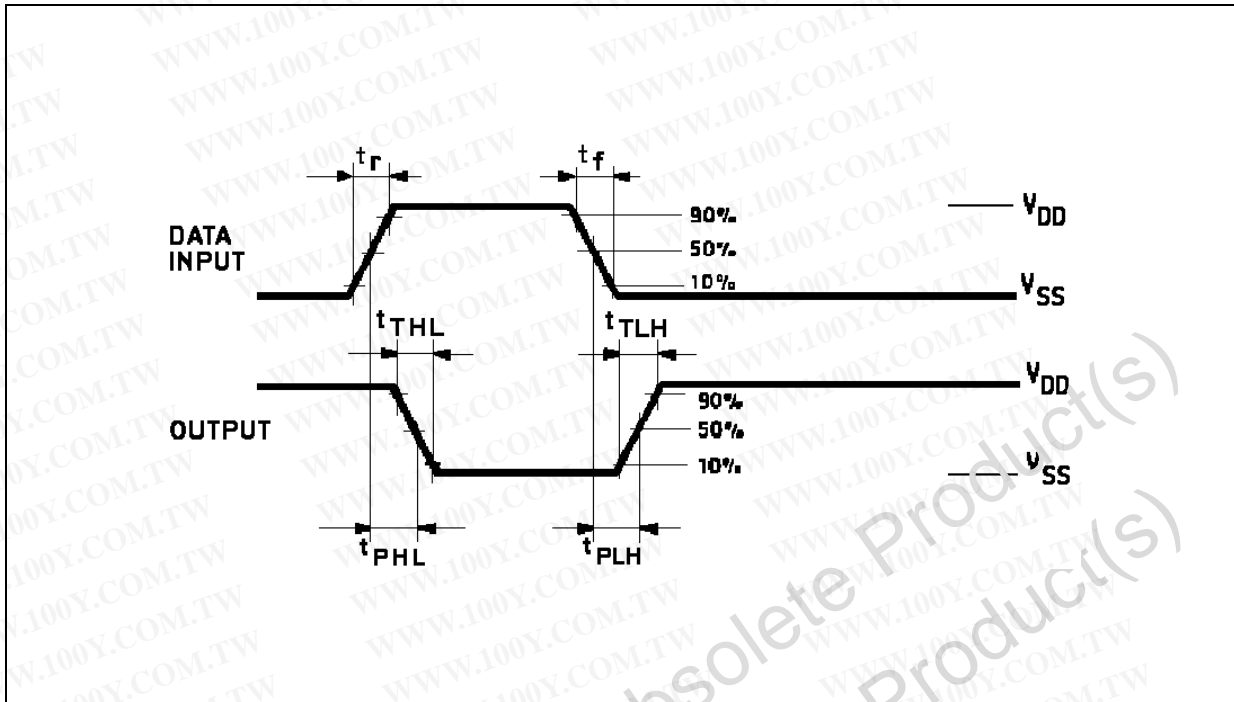 tr
tf
DATA
INPUT
90%
50%
10%
VDD
VSS
tTHL
tTLH
OUTPUT
90%
50%
10%
VDD
VSS
tPHL
tPLH
WWW.100Y.COM.TW
Obsolete Product(s)
Product(s)